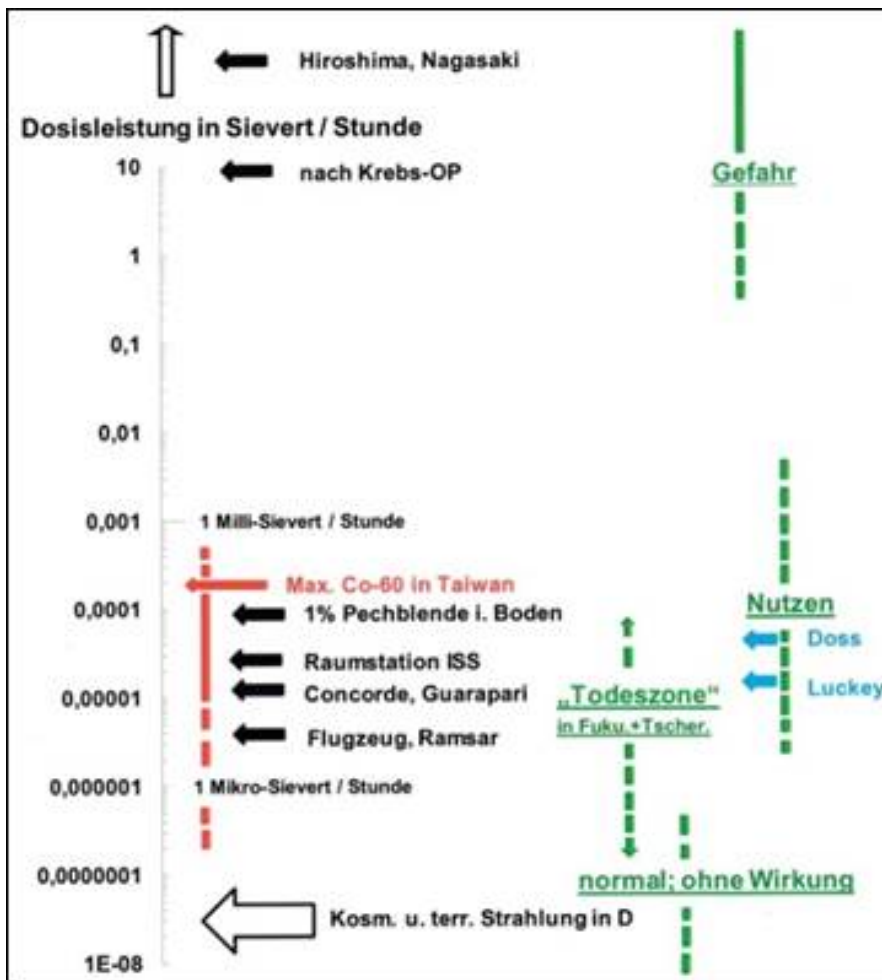 Hiroshima, Nagasaki
Dosisleistung in Sievert / Stunde
10
nach Krebs-OP
Gefahr
1
0,1
0,01
0,001
1 Milli-Sievert / Stunde
Max. Co-60 in Taiwan
0,0001
1% Pechblende i. Boden
Nutzen
Doss
Raumstation ISS
Luckey
0,00001
Concorde, Guarapari
„Todeszone“
in Fuku.+Tscher.
Flugzeug, Ramsar
0,000001
1 Mikro-Sievert / Stunde
0,0000001
normal; ohne Wirkung
Kosm. u. terr. Strahlung in D
1E-08